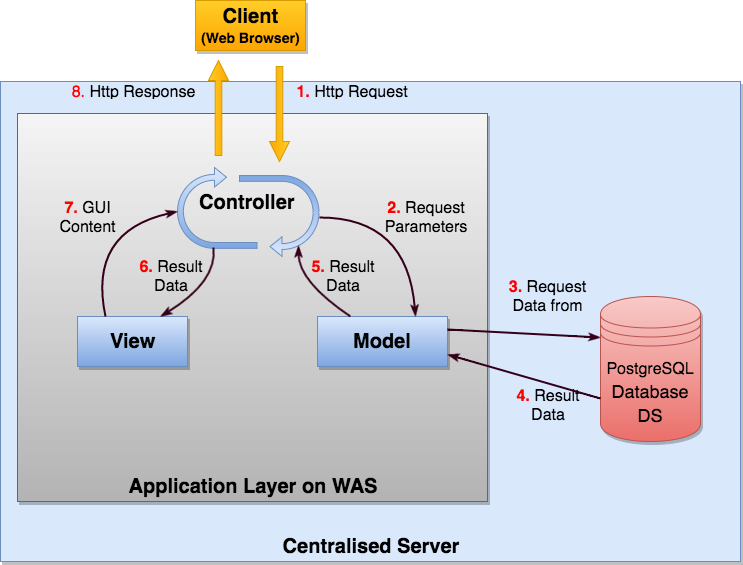 Client
(Web Browser)
8. Http Response
1. Http Request
Controller
7. GUI
Content
2. Request
Parameters
6. Result
Data
5. Result
Data
3. Request
Data from
View
Model
PostgreSQL
Database
DS
4. Result
Data
Application Layer on WAS
Centralised Server